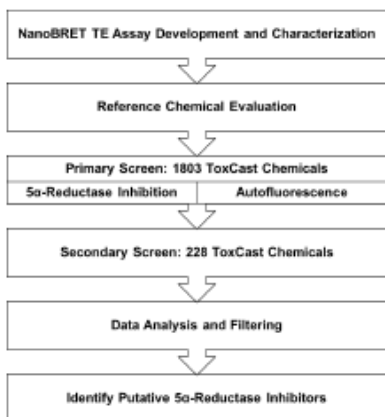 NanoBRET TE Assay Development and Characterization
Reference Chemical Evaluation
Primary Screen: 1803 ToxCast Chemicals
5α-Reductase Inhibition Autofluorescence
Secondary Screen: 228 ToxCast Chemicals
Data Analysis and Filtering
Identify Putative 5α-Reductase Inhibitors